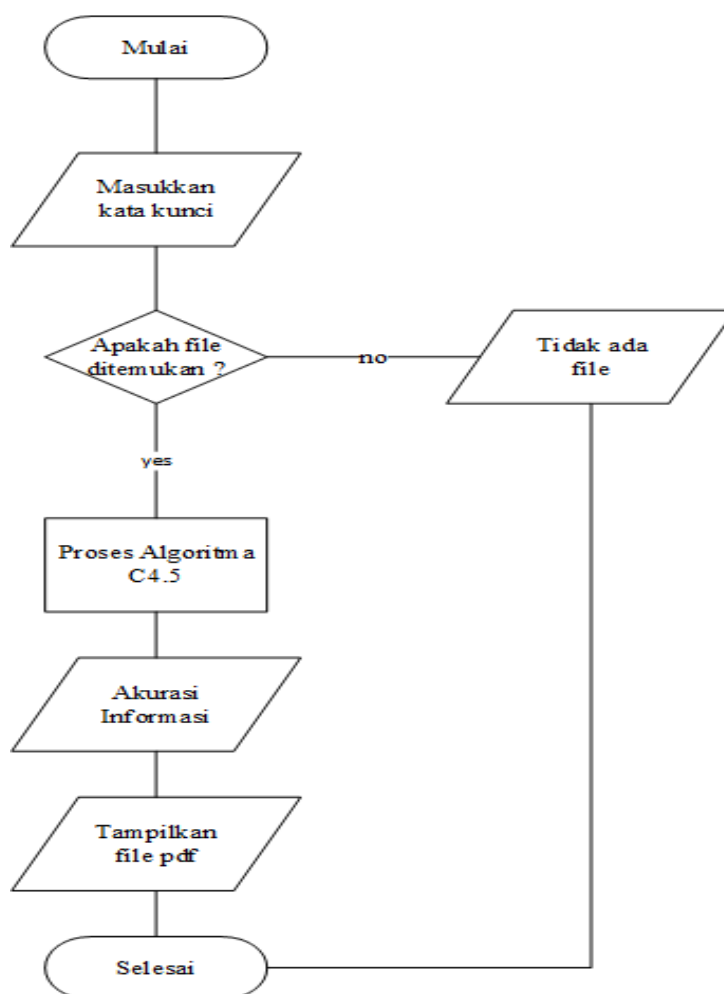 Mulai
Masukkan
kata kunci
Apakah file
ditemukan ?
no
Tidak ada
file
yes
Proses Algoritma
C4.5
Akurasi
Informasi
Tampilkan
file pdf
Selesai